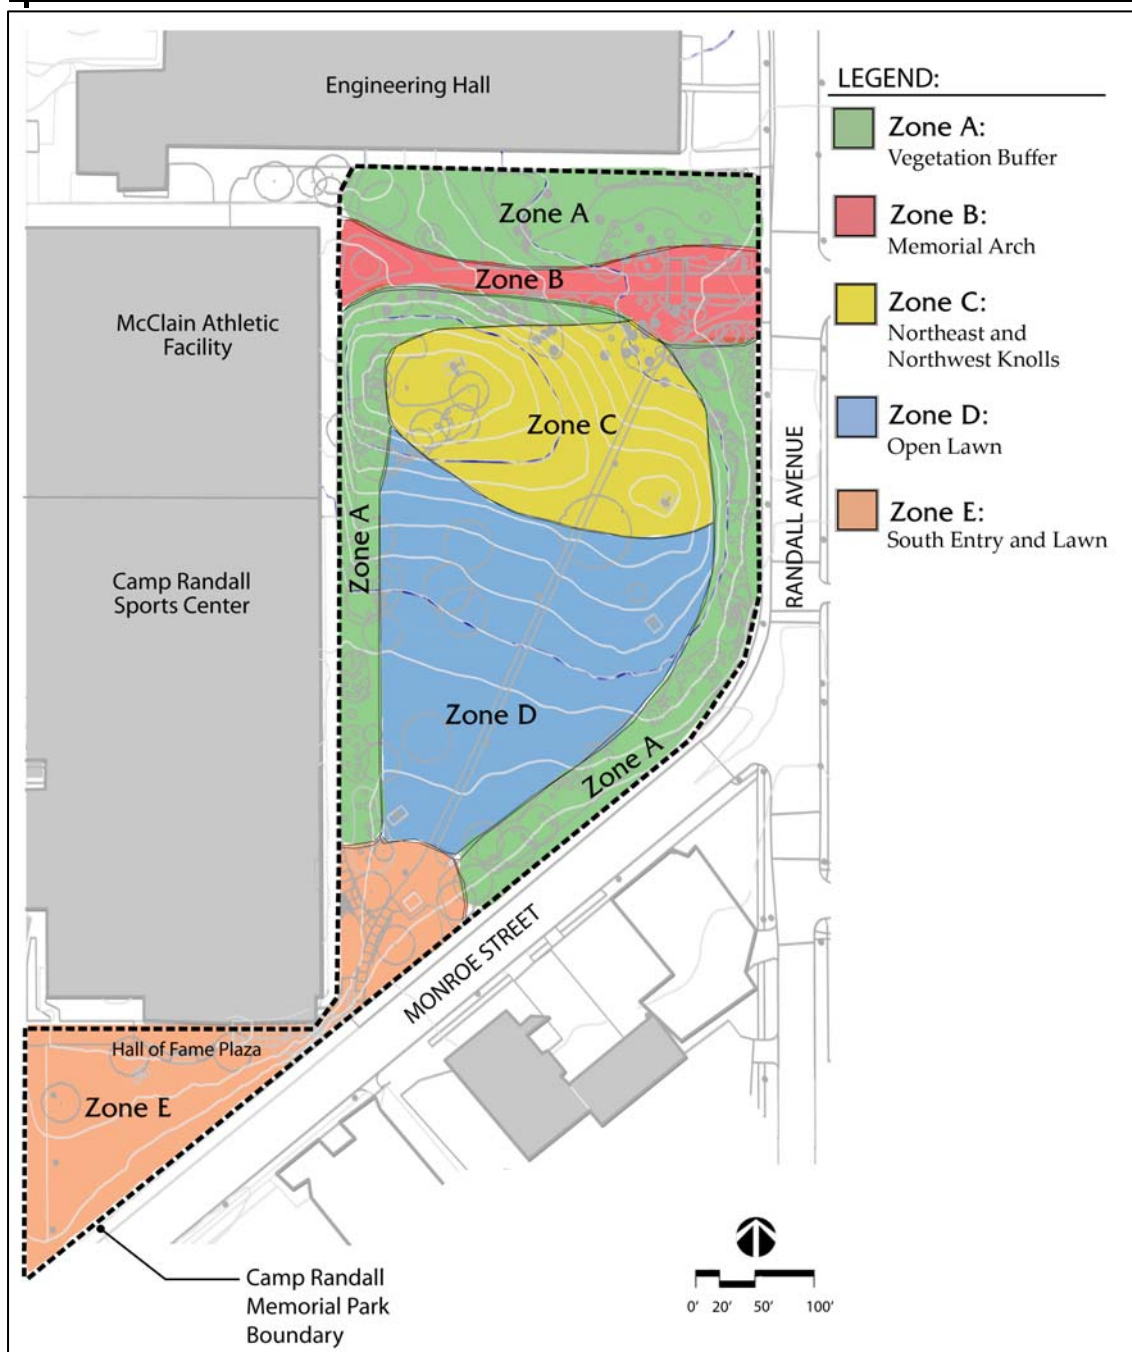 Engineering Hall
LEGEND:
Zone A:
Vegetation Buffer
Zone B:
Memorial Arch
Zone C:
Northeast and
Northwest Knolls
Zone D:
Open Lawn
Zone E:
South Entry and Lawn
Zone A
Zone B
McClain Athletic
Facility
Zone C
RANDALL AVENUE
Zone A
Camp Randall
Sports Center
Zone D
Zone A
MONROE STREET
Hall of Fame Plaza
Zone E
Camp Randall
Memorial Park
Boundary
0' 20' 50' 100'